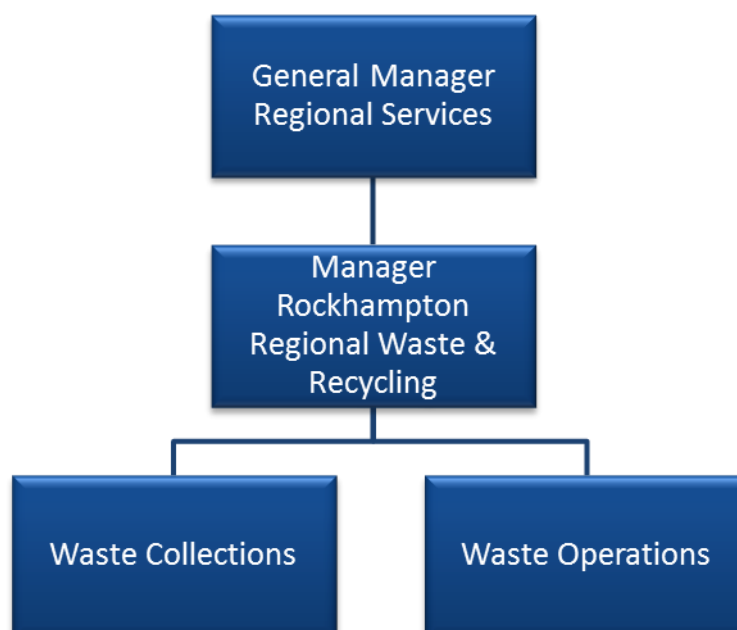 General Manager
Regional Services
Manager
Rockhampton
Regional Waste &
Recycling
Waste Collections
Waste Operations